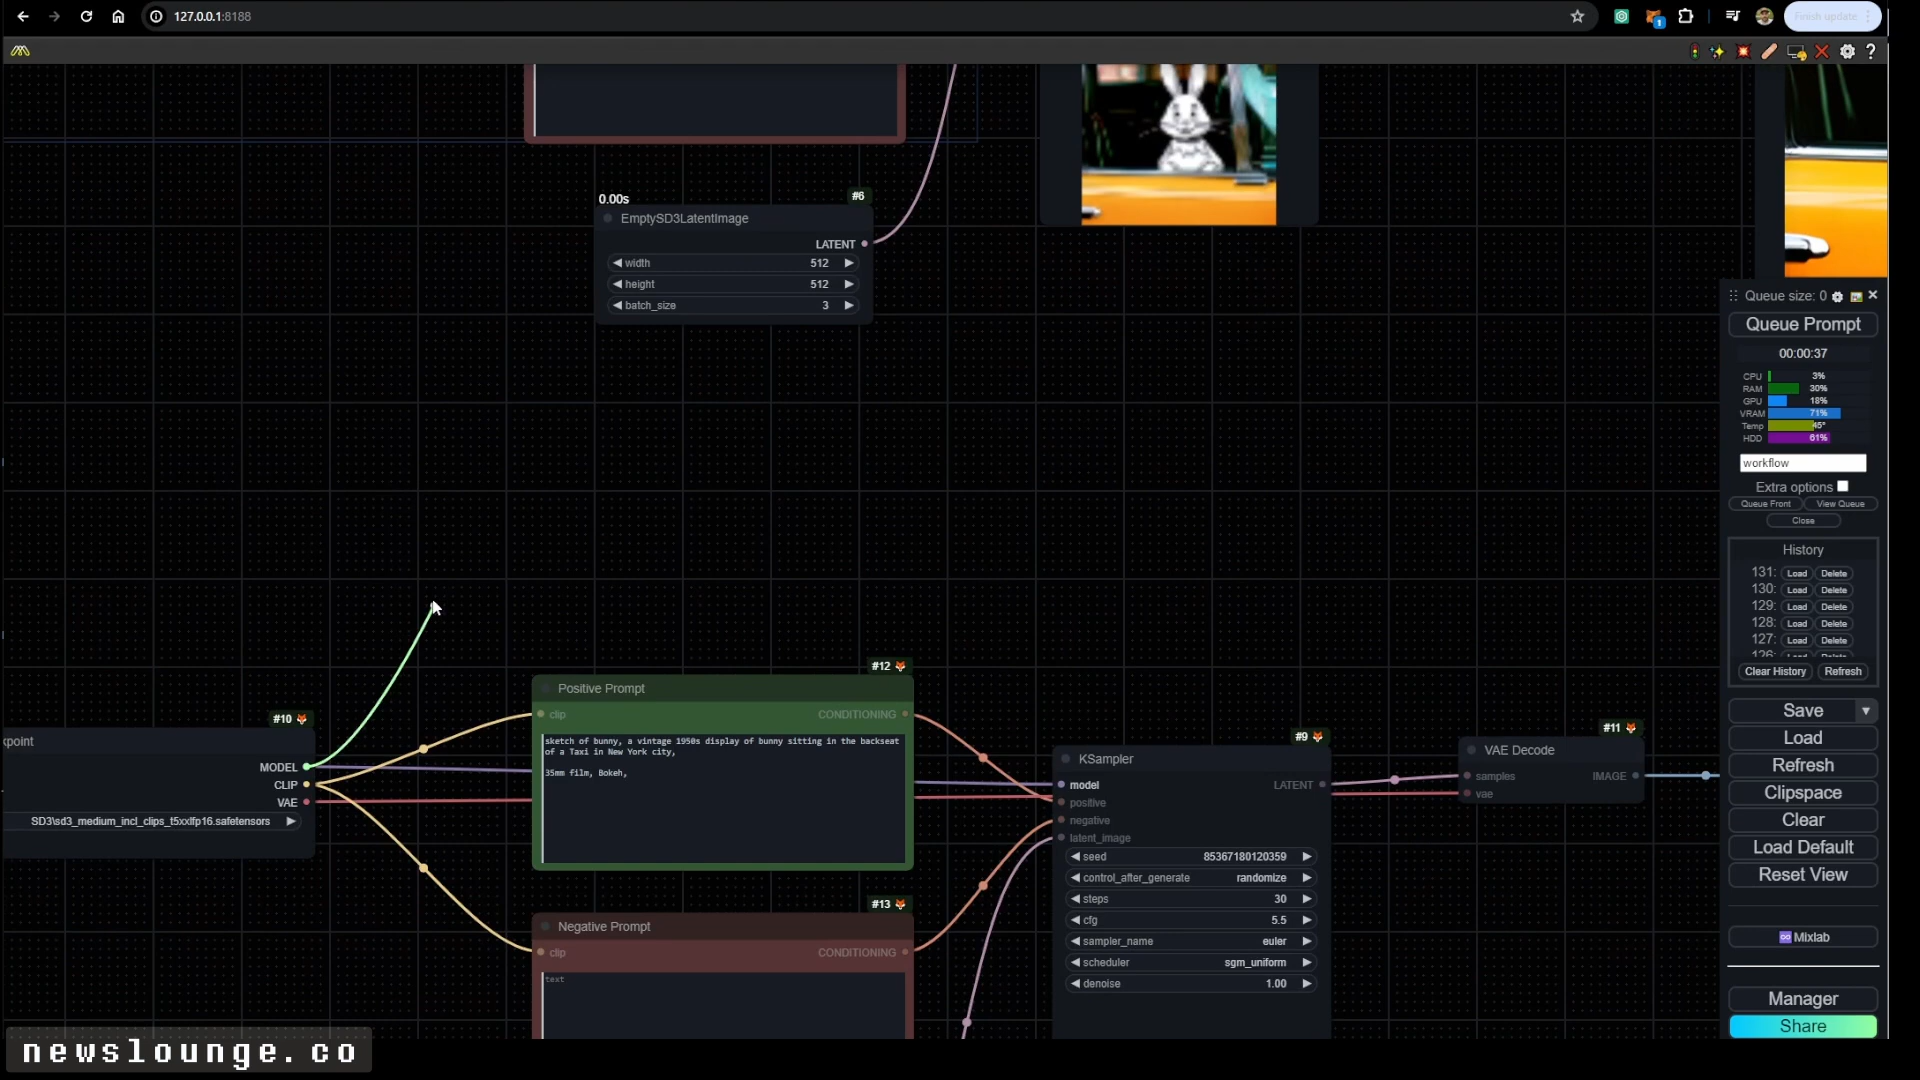 127.0.0.1:8188
Finish update
1
0.00s
#6
EmptySD3LatentImage
LATENT
width 512
height 512
batch_size 3
Queue size: 0
Queue Prompt
00:00:37
CPU 3%
RAM 30%
GPU 18%
VRAM 71%
Temp 45°
HDD 61%
workflow
Extra options
Queue Front View Queue
Close
History
131: Load Delete
130: Load Delete
129: Load Delete
128: Load Delete
127: Load Delete
126: Load Delete
Clear History Refresh
Save
Load
Refresh
Clipspace
Clear
Load Default
Reset View
Mixlab
Manager
Share
#10
kpoint
MODEL
CLIP
VAE
SD3\sd3_medium_incl_clips_t5xxlfp16.safetensors
#12
Positive Prompt
clip CONDITIONING
sketch of bunny, a vintage 1950s display of bunny sitting in the backseat
of a Taxi in New York city,
35mm film, Bokeh,
#13
Negative Prompt
clip CONDITIONING
text
#9
KSampler
model LATENT
positive
negative
latent_image
seed 85367180120359
control_after_generate randomize
steps 30
cfg 5.5
sampler_name euler
scheduler sgm_uniform
denoise 1.00
#11
VAE Decode
samples IMAGE
vae
newslounge.co